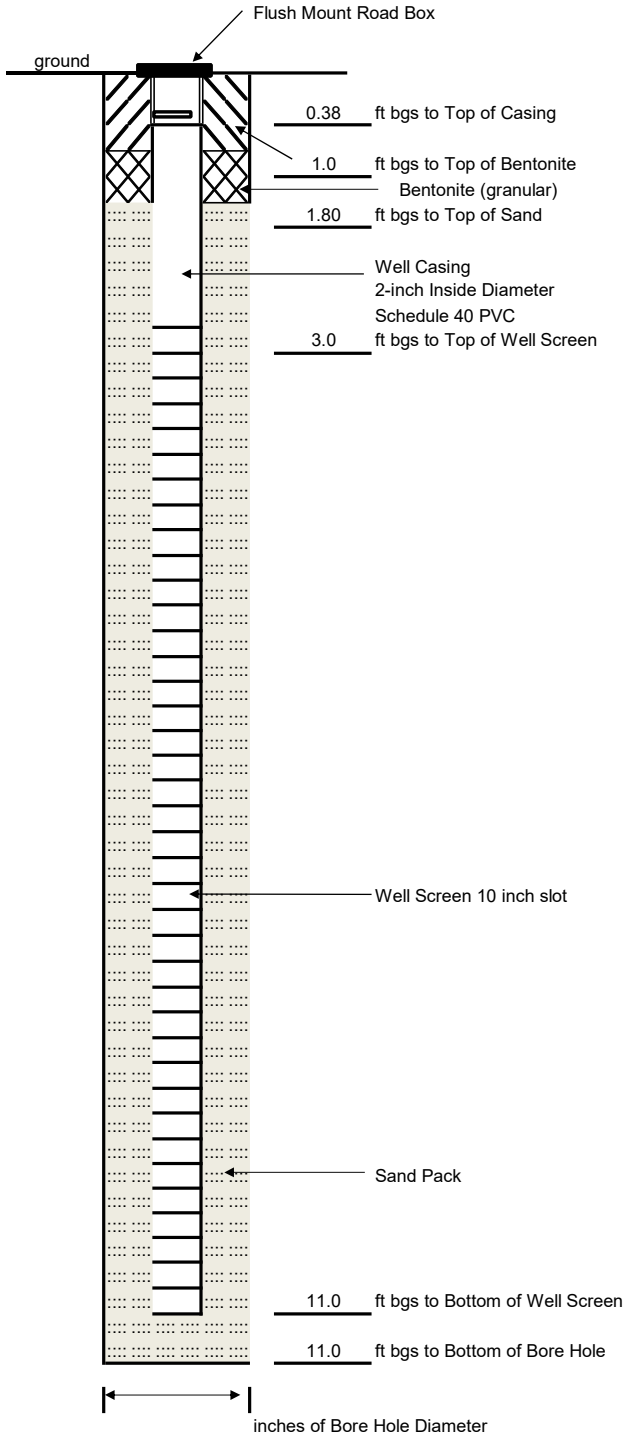 Flush Mount Road Box
ground
0.38 ft bgs to Top of Casing
1.0 ft bgs to Top of Bentonite
Bentonite (granular)
1.80 ft bgs to Top of Sand
Well Casing
2-inch Inside Diameter
Schedule 40 PVC
3.0 ft bgs to Top of Well Screen
Well Screen 10 inch slot
Sand Pack
11.0 ft bgs to Bottom of Well Screen
11.0 ft bgs to Bottom of Bore Hole
inches of Bore Hole Diameter